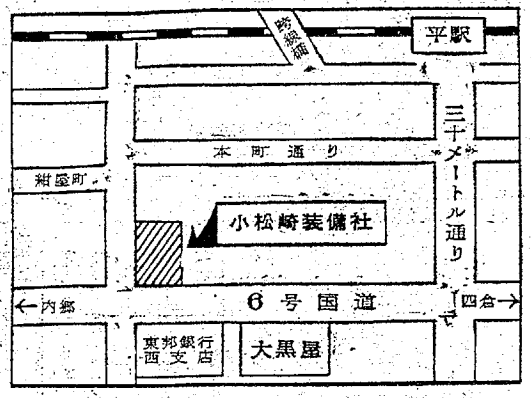 跨線橋
平駅
三十メートル通り
本町通り
紺屋町
小松崎装備社
←内郷
6号国道
四倉→
東邦銀行
西支店
大黒屋